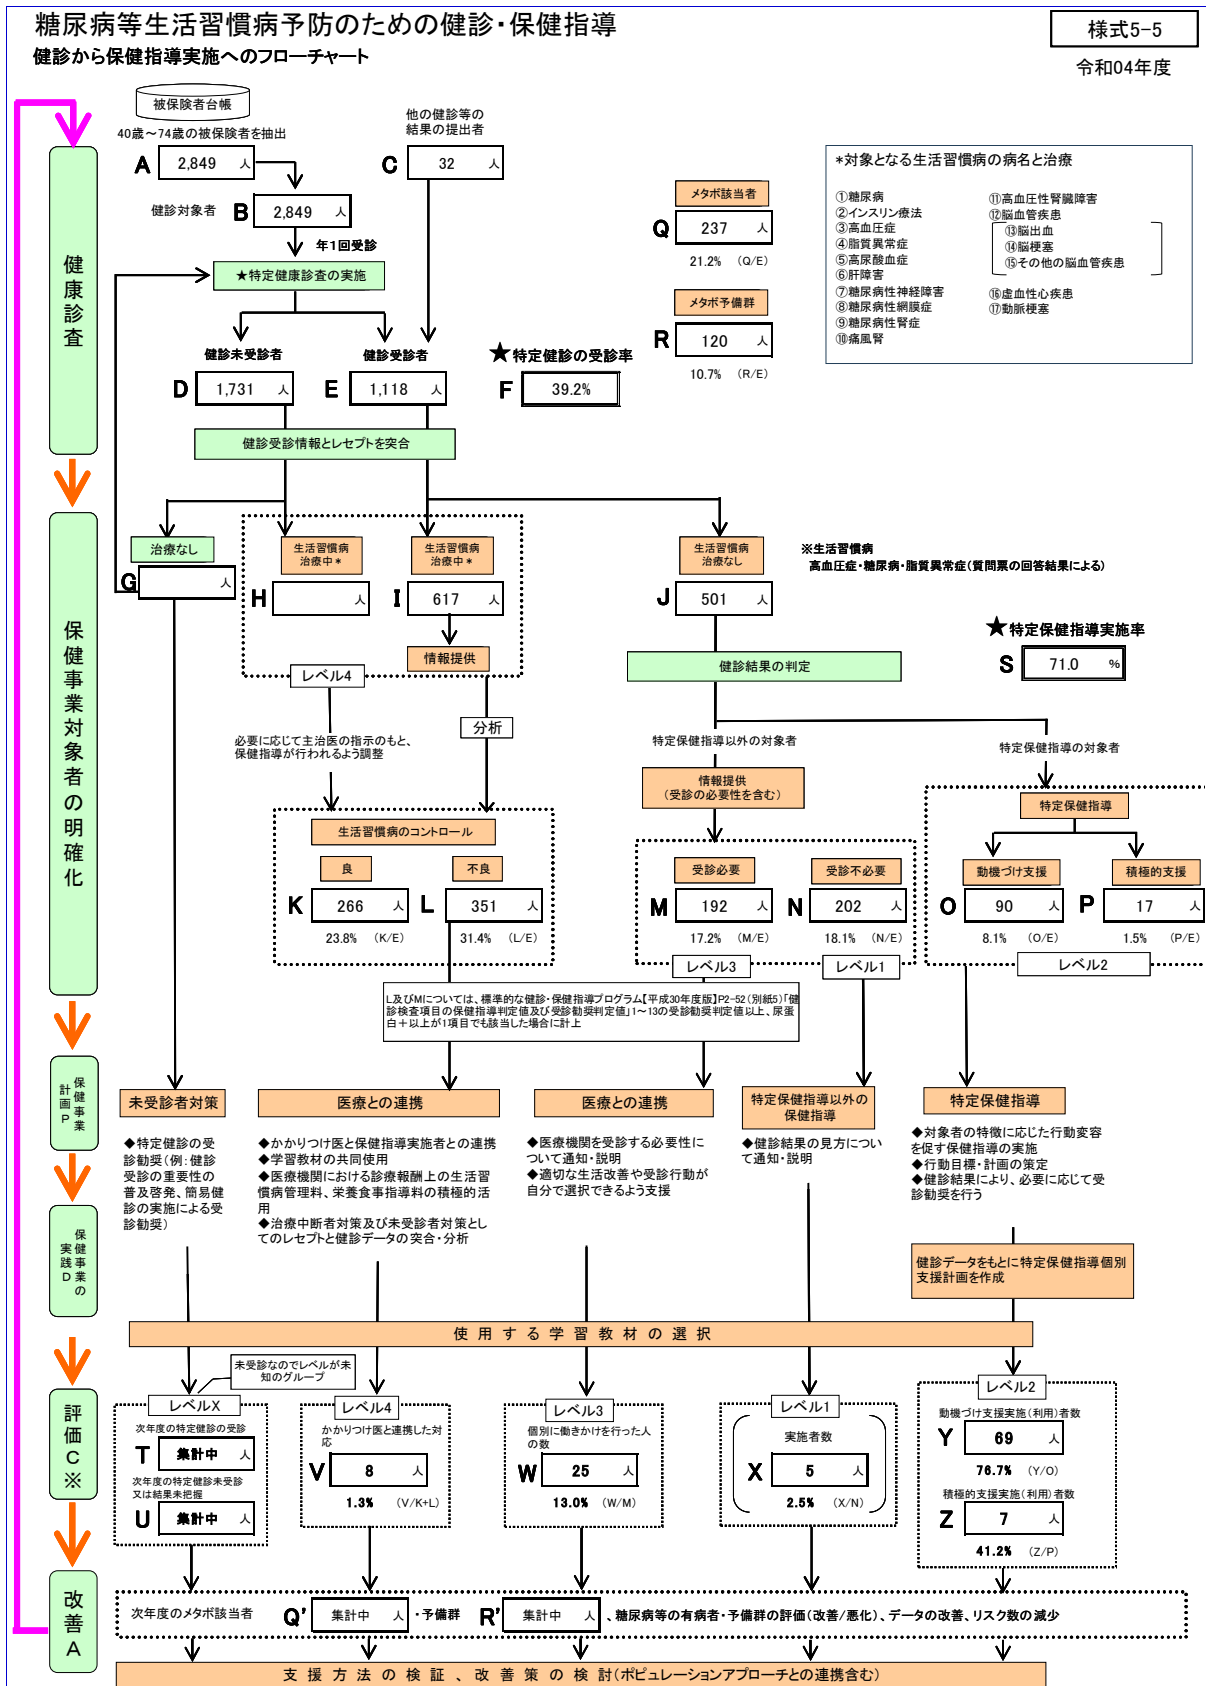 糖尿病等生活習慣病予防のための健診・保健指導
様式5-5
健診から保健指導実施へのフローチャート
令和04年度
被保険者台帳
40歳～74歳の被保険者を抽出
A 2,849 人
他の健診等の
結果の提出者
C 32 人
健診対象者 B 2,849 人
年1回受診
★特定健康診査の実施
メタボ該当者
Q 237 人
21.2% (Q/E)
メタボ予備群
R 120 人
10.7% (R/E)
*対象となる生活習慣病の病名と治療
①糖尿病
②インスリン療法
③高血圧症
④脂質異常症
⑤高尿酸血症
⑥肝障害
⑦糖尿病性神経障害
⑧糖尿病性網膜症
⑨糖尿病性腎症
⑩痛風腎
⑪高血圧性腎臓障害
⑫脳血管疾患
⑬脳出血
⑭脳梗塞
⑮その他の脳血管疾患
⑯虚血性心疾患
⑰動脈梗塞
健康診査
健診未受診者
D 1,731 人
健診受診者
E 1,118 人
★特定健診の受診率
F 39.2%
健診受診情報とレセプトを突合
治療なし
G 人
生活習慣病
治療中*
H 人
生活習慣病
治療中*
I 617 人
情報提供
レベル4
生活習慣病
治療なし
J 501 人
※生活習慣病
高血圧症・糖尿病・脂質異常症(質問票の回答結果による)
★特定保健指導実施率
S 71.0 %
健診結果の判定
保健事業対象者の明確化
必要に応じて主治医の指示のもと、
保健指導が行われるよう調整
分析
特定保健指導以外の対象者
特定保健指導の対象者
情報提供
(受診の必要性を含む)
特定保健指導
生活習慣病のコントロール
良
K 266 人
23.8% (K/E)
不良
L 351 人
31.4% (L/E)
受診必要
M 192 人
17.2% (M/E)
レベル3
受診不必要
N 202 人
18.1% (N/E)
レベル1
動機づけ支援
O 90 人
8.1% (O/E)
積極的支援
P 17 人
1.5% (P/E)
レベル2
L及びMについては、標準的な健診・保健指導プログラム【平成30年度版】P2-52(別紙5)「健
診検査項目の保健指導判定値及び受診勧奨判定値」1～13の受診勧奨判定値以上、尿蛋
白＋以上が1項目でも該当した場合に計上
保健事業
計画P
未受診者対策
医療との連携
医療との連携
特定保健指導以外の
保健指導
特定保健指導
◆特定健診の受
診勧奨(例：健診
受診の重要性の
普及啓発、簡易健
診の実施による受
診勧奨)
◆かかりつけ医と保健指導実施者との連携
◆学習教材の共同使用
◆医療機関における診療報酬上の生活習
慣病管理料、栄養食事指導料の積極的活
用
◆治療中断者対策及び未受診者対策とし
てのレセプトと健診データの突合・分析
◆医療機関を受診する必要性に
ついて通知・説明
◆適切な生活改善や受診行動が
自分で選択できるよう支援
◆健診結果の見方につい
て通知・説明
◆対象者の特徴に応じた行動変容
を促す保健指導の実施
◆行動目標・計画の策定
◆健診結果により、必要に応じて受
診勧奨を行う
保健事業の
実践D
健診データをもとに特定保健指導個別
支援計画を作成
使用する学習教材の選択
未受診なのでレベルが未
知のグループ
評価C※
レベルX
次年度の特定健診の受診
T 集計中 人
次年度の特定健診未受診
又は結果未把握
U 集計中 人
レベル4
かかりつけ医と連携した対
応
V 8 人
1.3% (V/K+L)
レベル3
個別に働きかけを行った人
の数
W 25 人
13.0% (W/M)
レベル1
実施者数
X 5 人
2.5% (X/N)
レベル2
動機づけ支援実施(利用)者数
Y 69 人
76.7% (Y/O)
積極的支援実施(利用)者数
Z 7 人
41.2% (Z/P)
改善A
次年度のメタボ該当者 Q' 集計中 人 ・予備群 R' 集計中 人 、糖尿病等の有病者・予備群の評価(改善/悪化)、データの改善、リスク数の減少
支援方法の検証、改善策の検討(ポピュレーションアプローチとの連携含む)